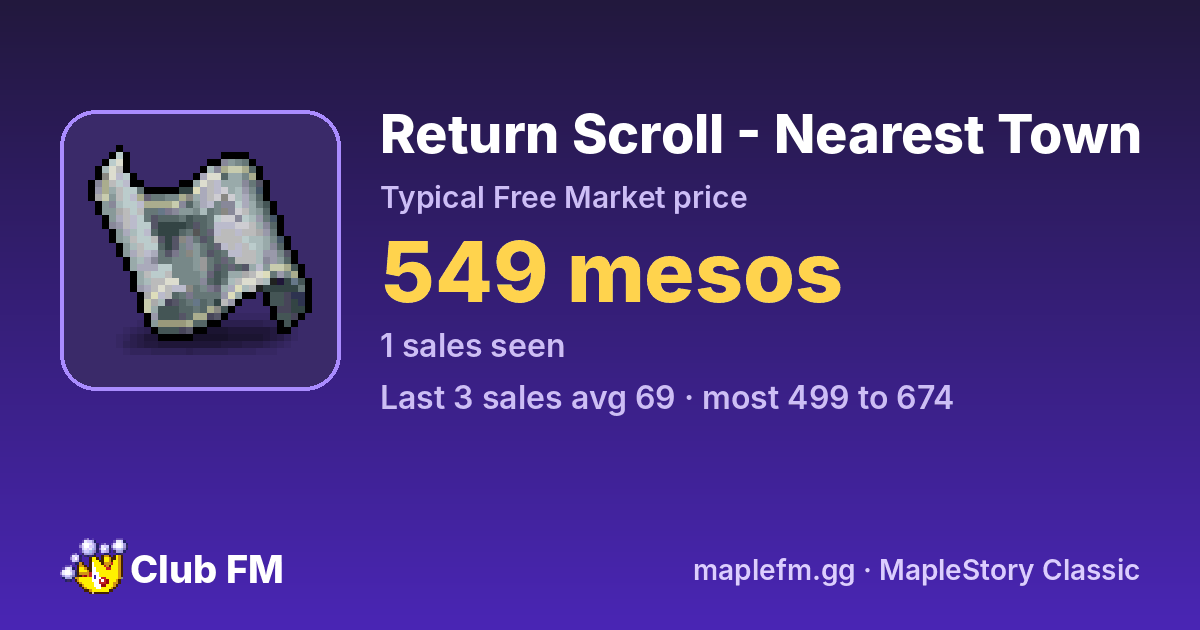 Return Scroll - Nearest Town
Typical Free Market price
549 mesos
1 sales seen
Last 3 sales avg 69 · most 499 to 674
Club FM
maplefm.gg · MapleStory Classic